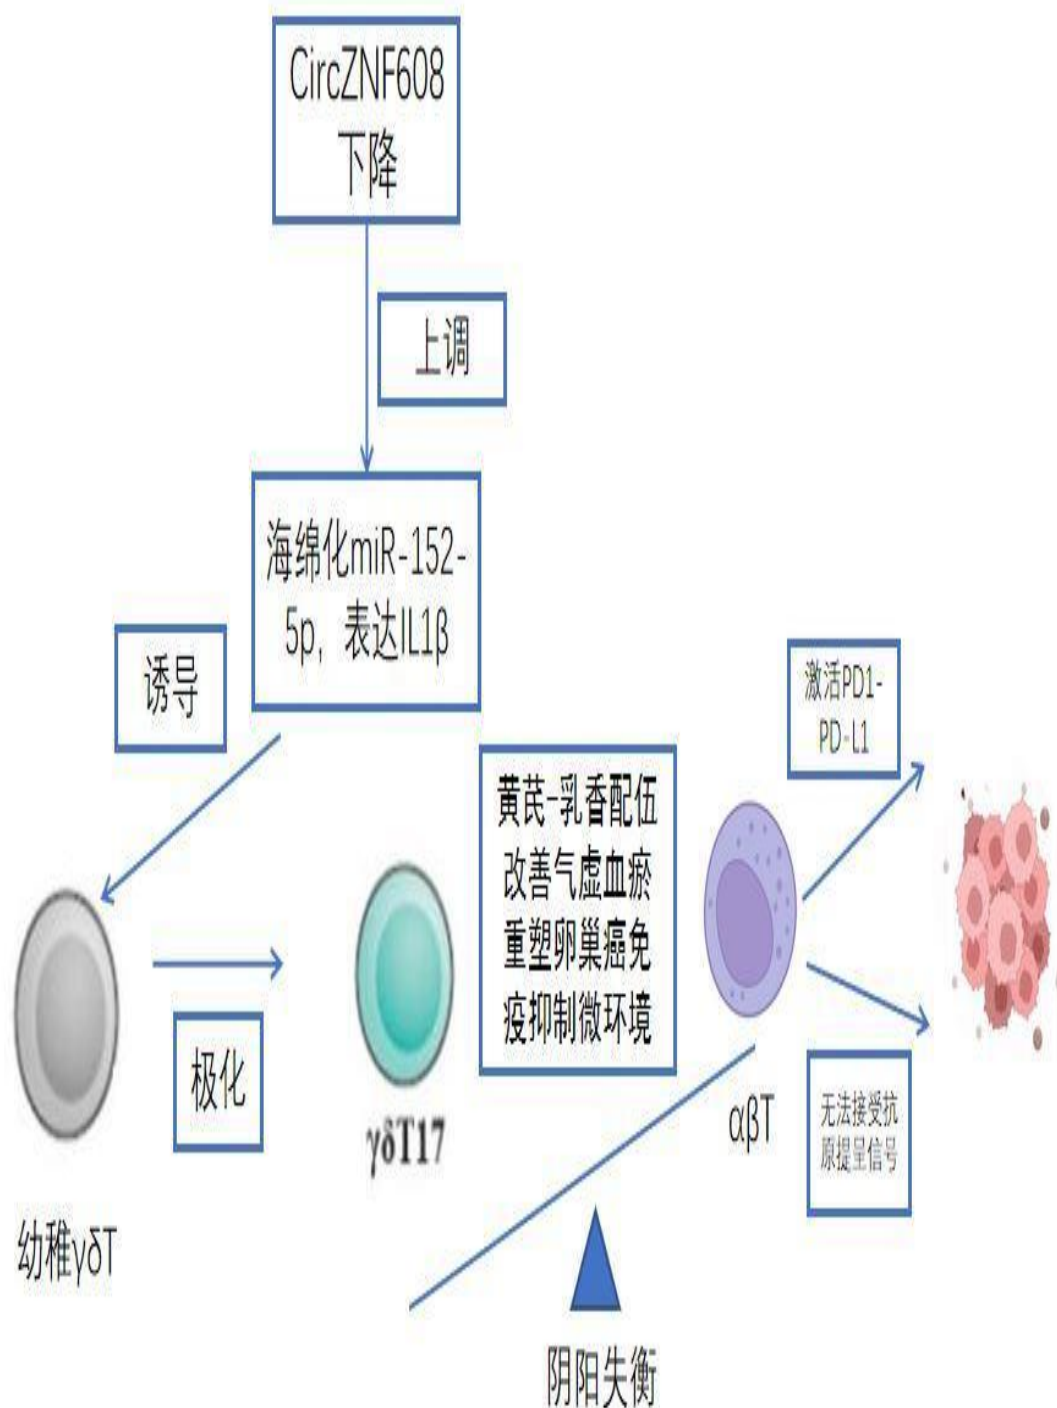 CircZNF608
下降
上调
海绵化miR-152-
5p，表达IL1β
诱导
激活PD1-
PD-L1
黄芪-乳香配伍
改善气虚血瘀
重塑卵巢癌免
疫抑制微环境
极化
γδT17
αβT
无法接受抗
原提呈信号
幼稚γδT
阴阳失衡